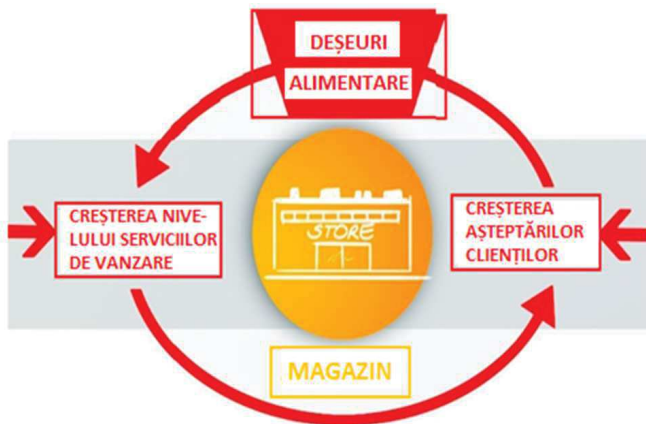 DEȘEURI
ALIMENTARE
CREȘTEREA NIVE-
LULUI SERVICIILOR
DE VANZARE
STORE
CREȘTEREA
AȘTEPTĂRILOR
CLIENȚILOR
MAGAZIN